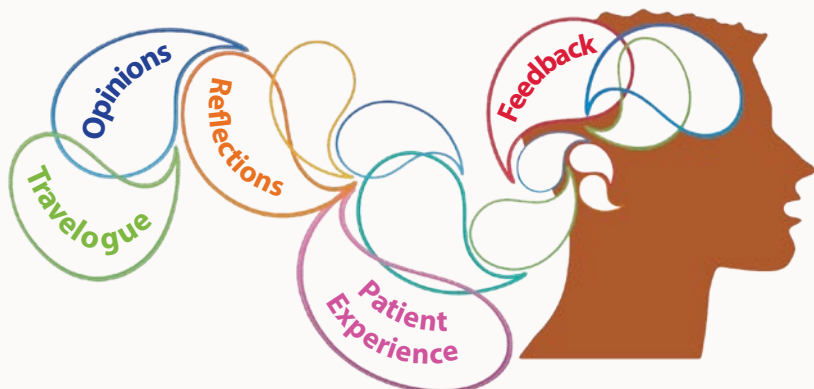 Opinions
Reflections
Travelogue
Feedback
Patient
Experience